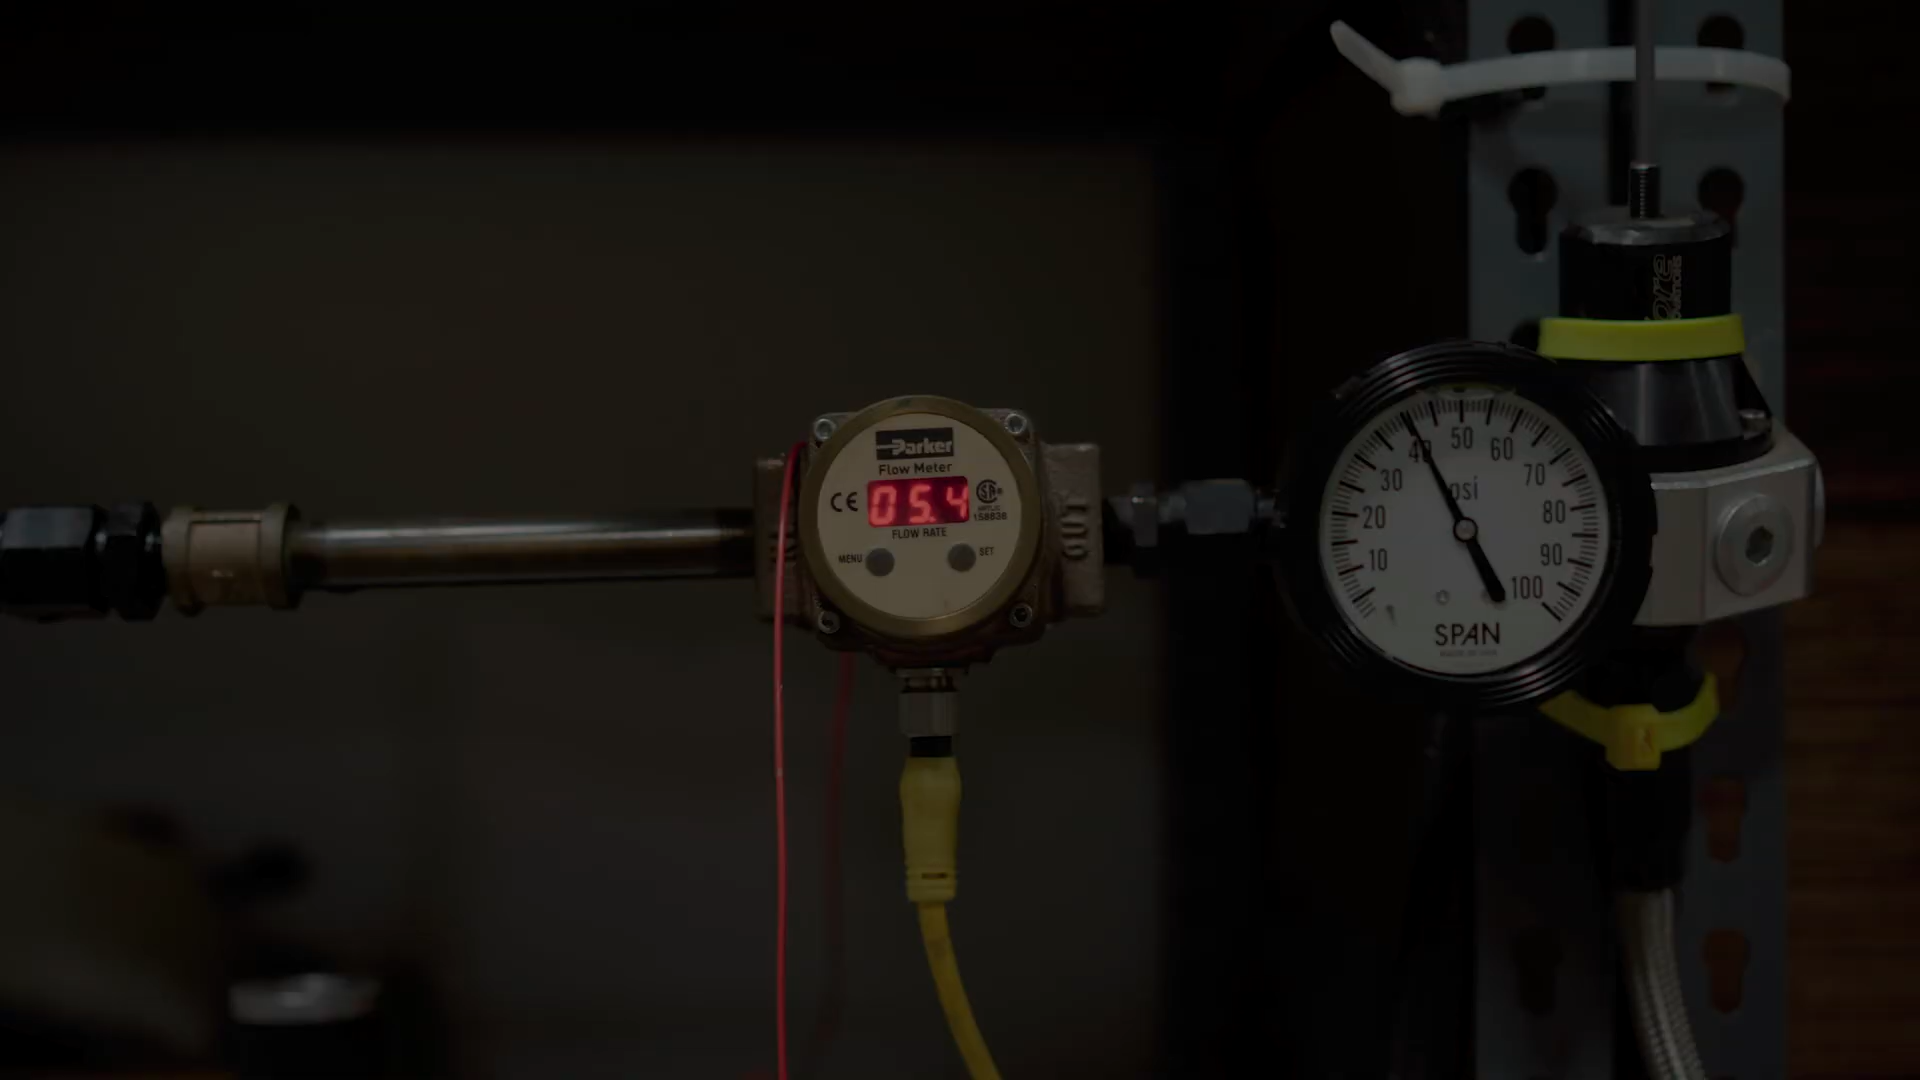 Parker
Flow Meter
CE
05.4
FLOW RATE
MENU
SET
OUT
10
20
30
40
50
60
70
80
90
100
psi
SPAN